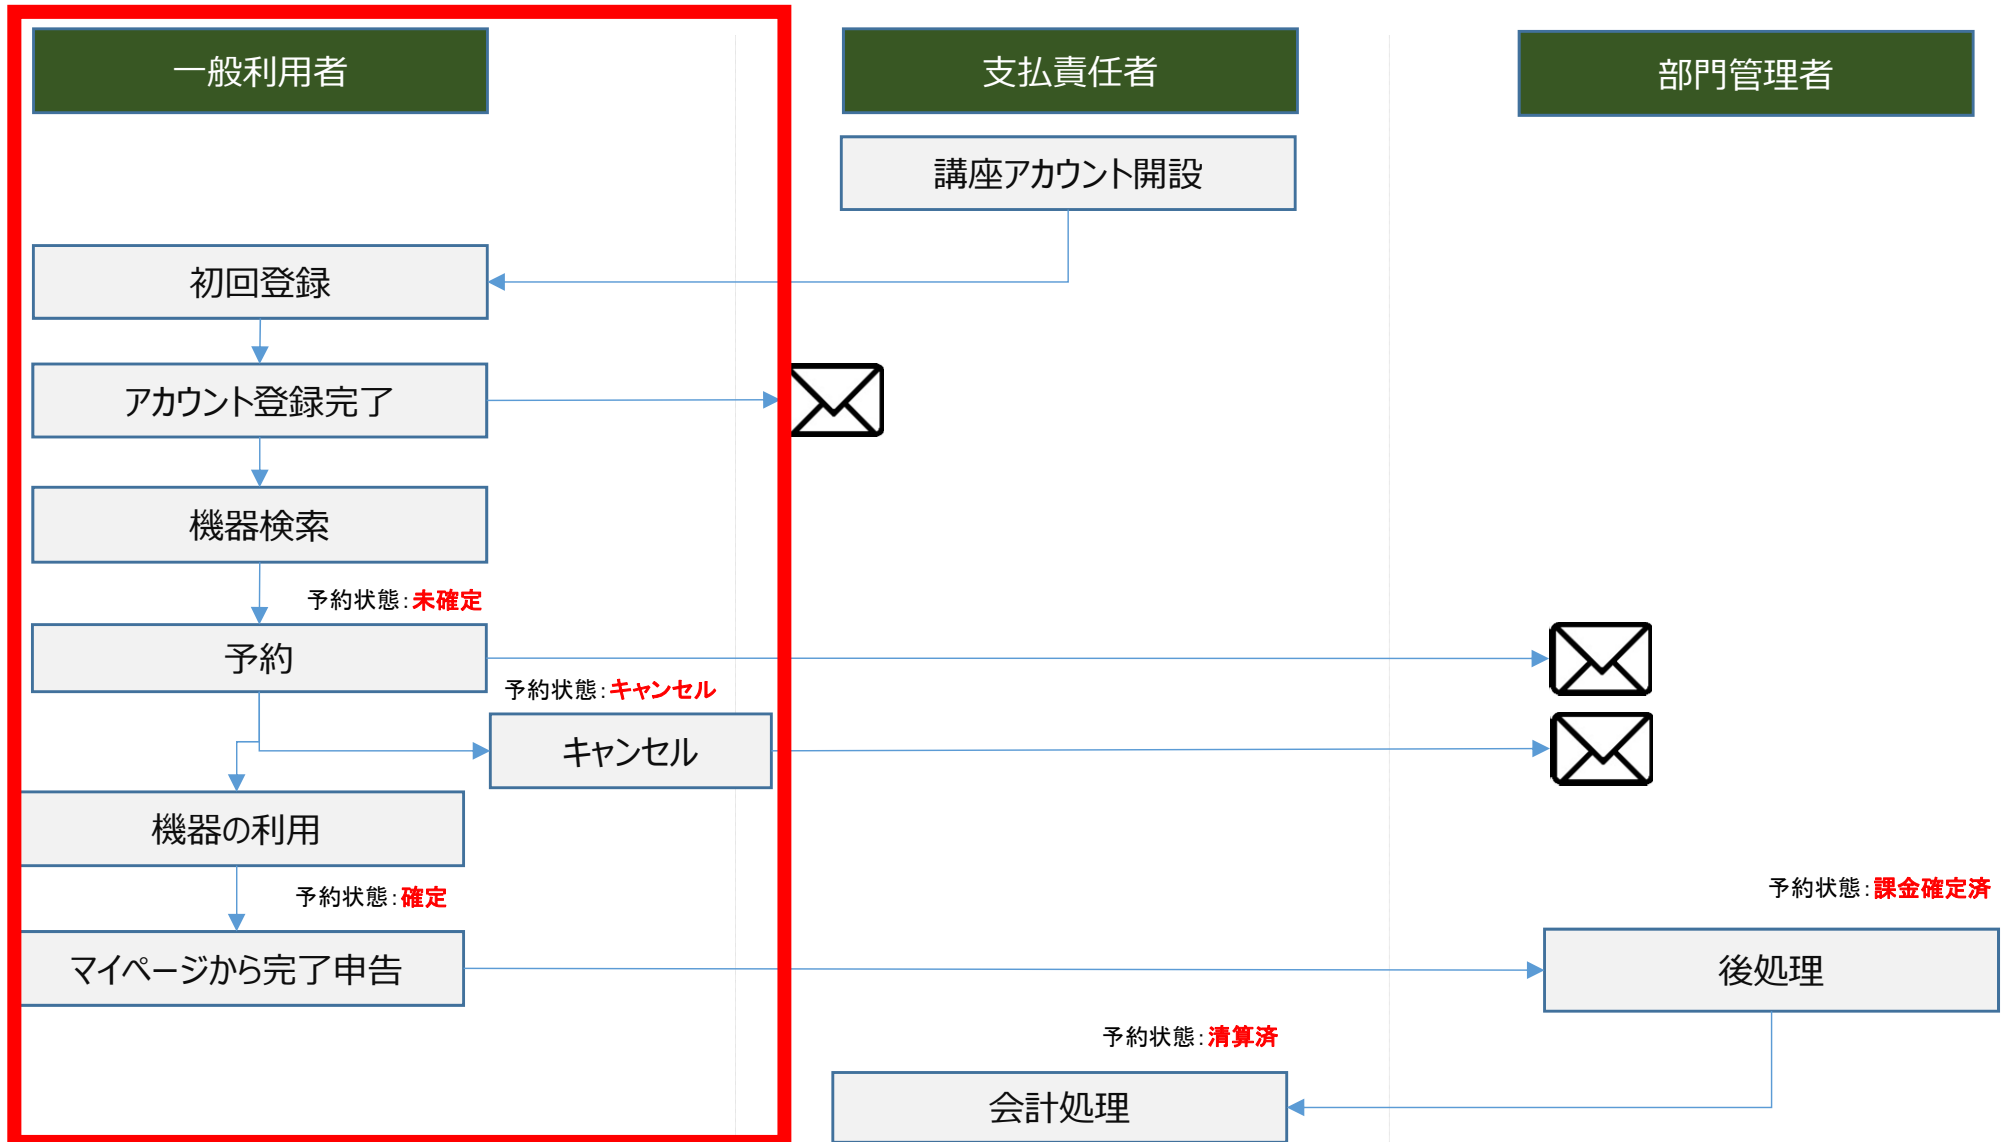 一般利用者
支払責任者
部門管理者
講座アカウント開設
初回登録
アカウント登録完了
機器検索
予約状態：未確定
予約
予約状態：キャンセル
キャンセル
機器の利用
予約状態：確定
予約状態：課金確定済
マイページから完了申告
後処理
予約状態：清算済
会計処理